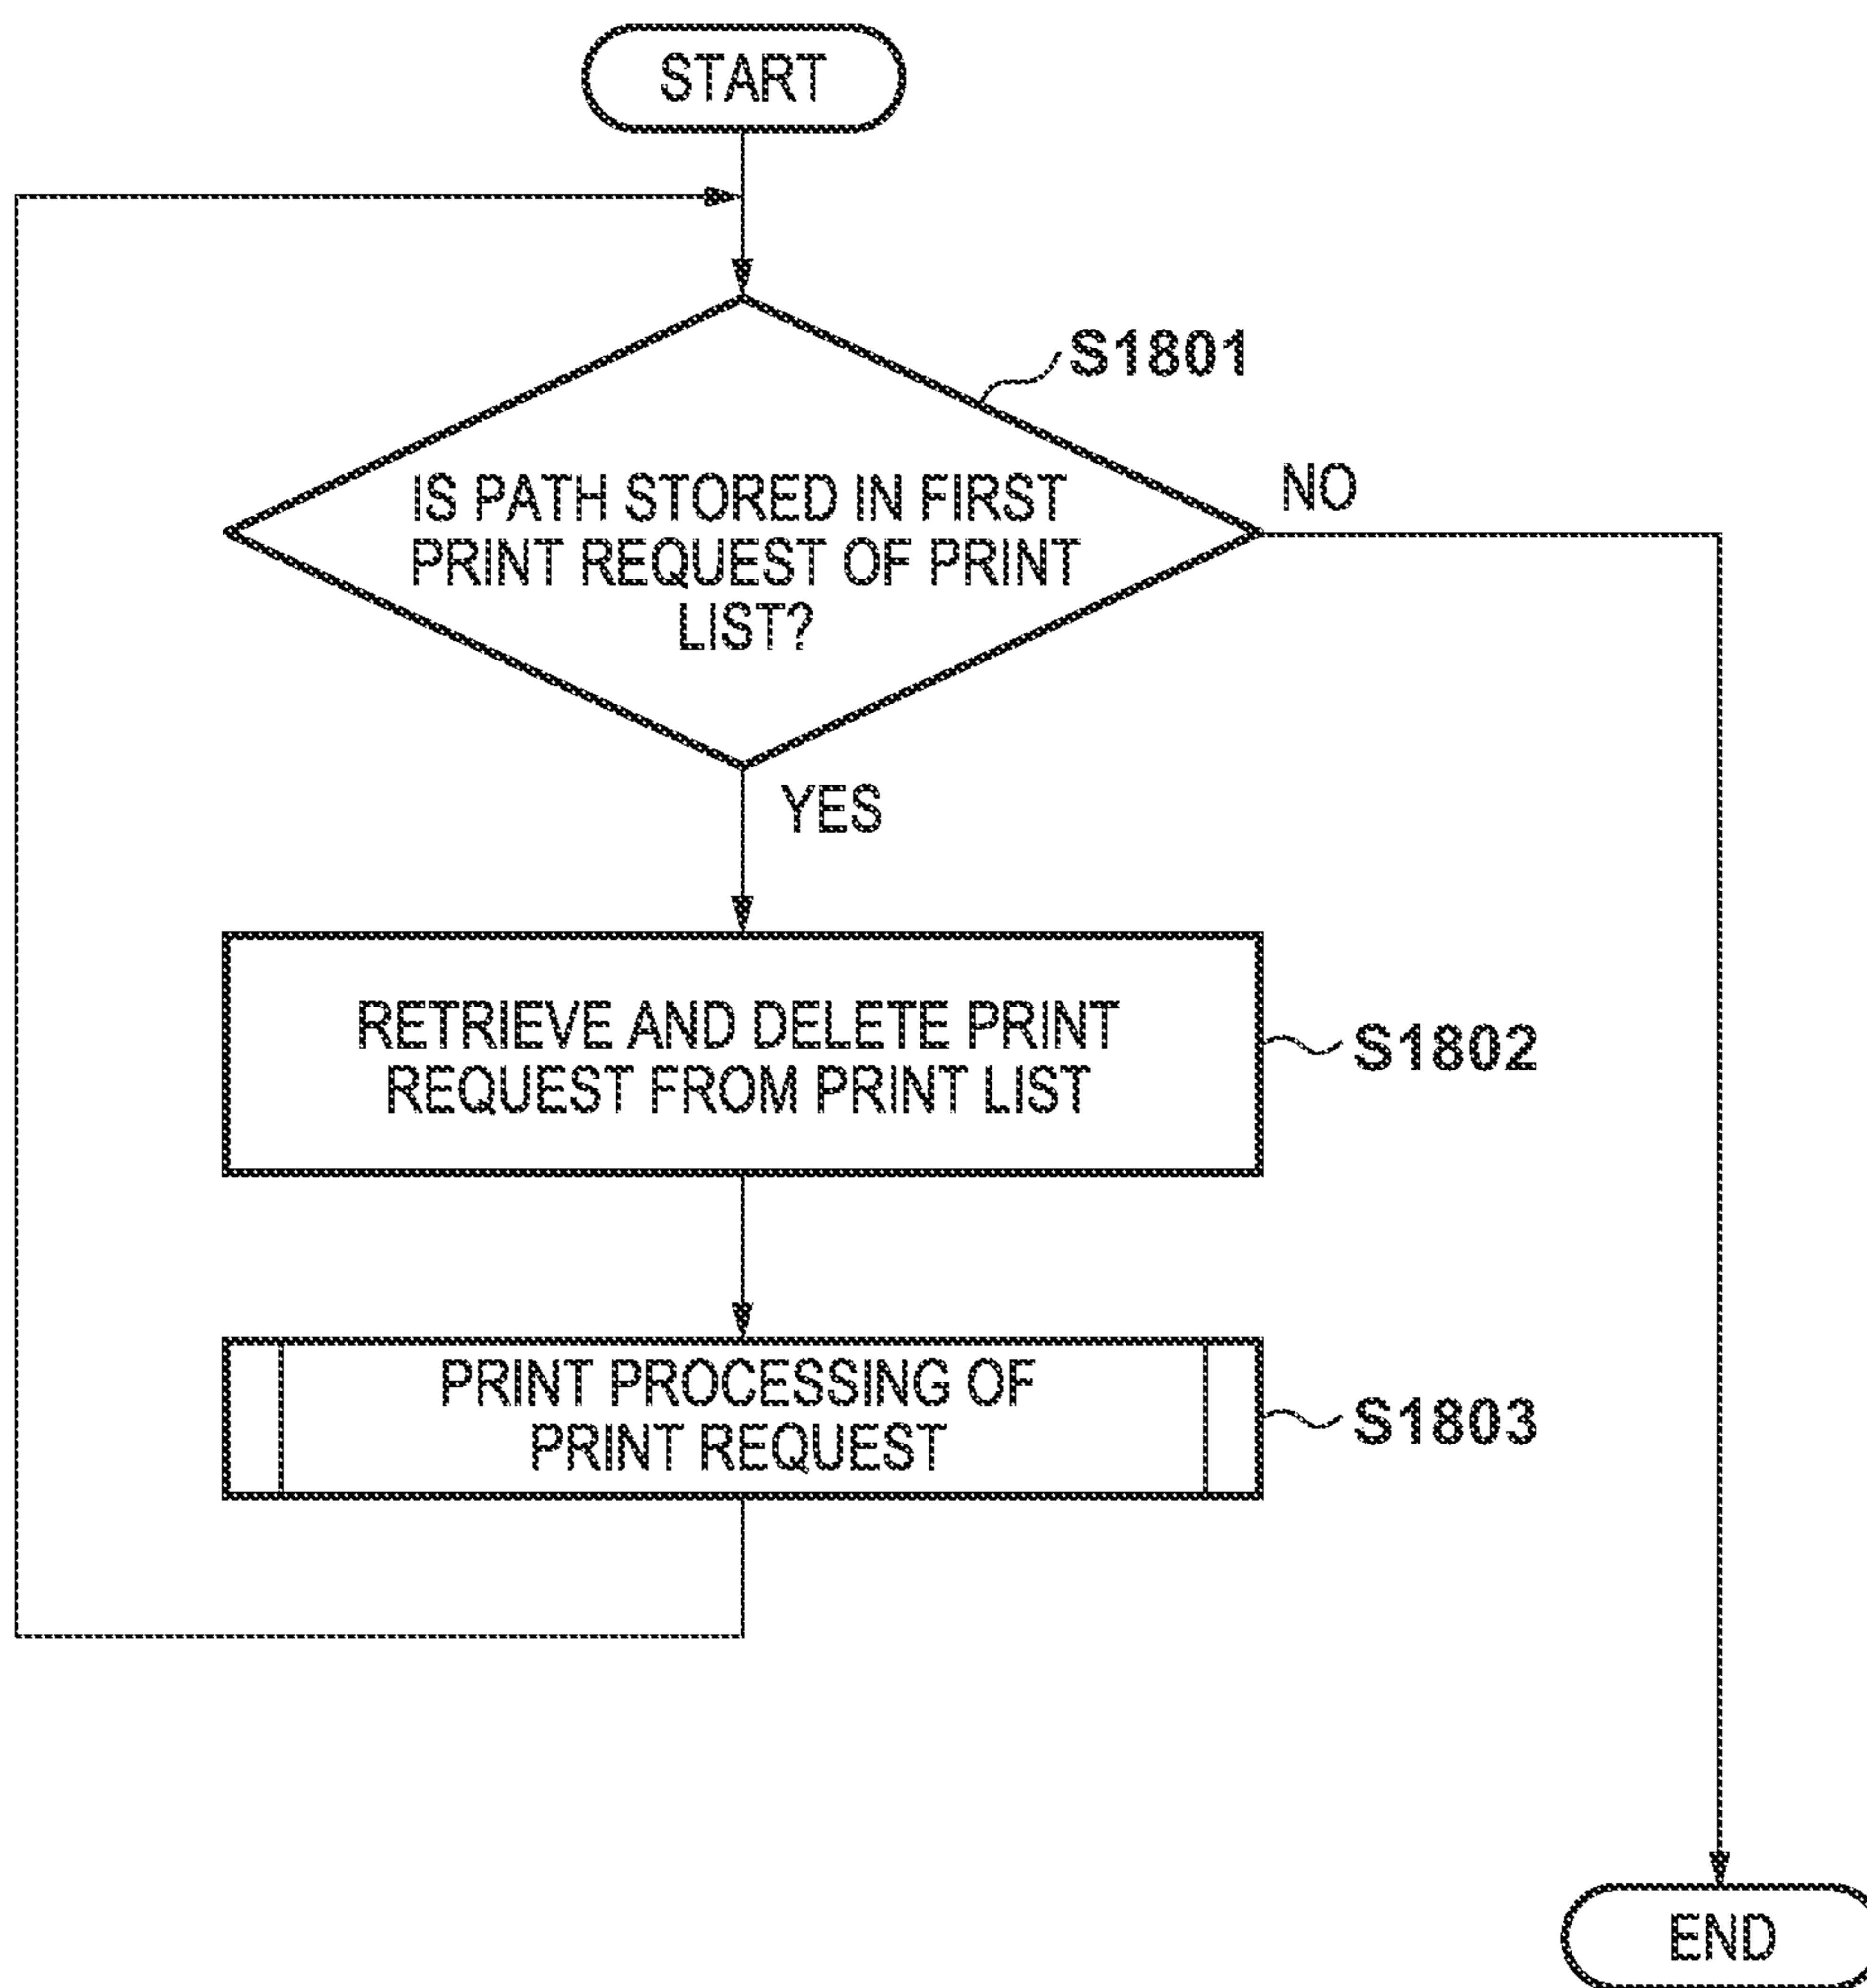 START
S1801
IS PATH STORED IN FIRST
PRINT REQUEST OF PRINT
LIST?
NO
YES
RETRIEVE AND DELETE PRINT
REQUEST FROM PRINT LIST
S1802
PRINT PROCESSING OF
PRINT REQUEST
S1803
END